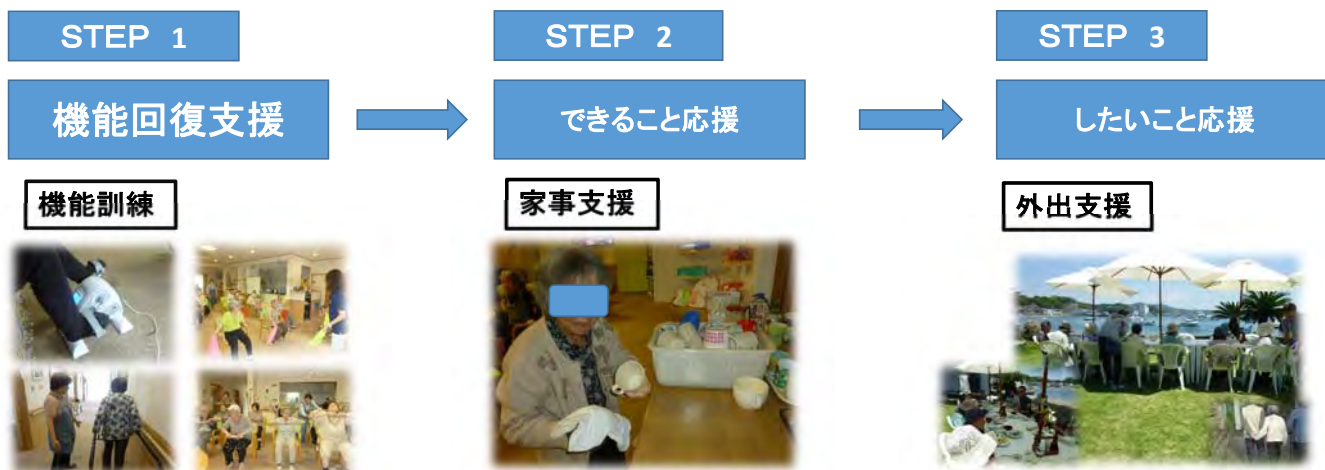 STEP 1
機能回復支援
機能訓練
STEP 2
できること応援
家事支援
STEP 3
したいこと応援
外出支援